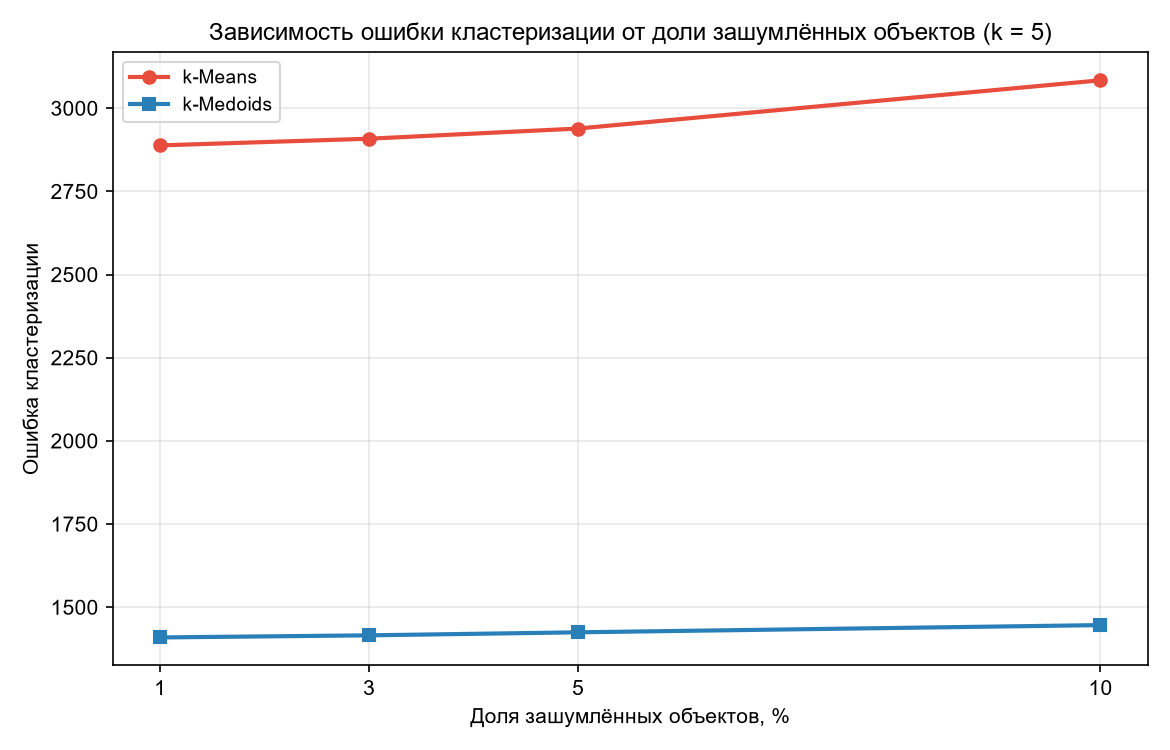 Зависимость ошибки кластеризации от доли зашумлённых объектов (k = 5)
k-Means
k-Medoids
Ошибка кластеризации
3000
2750
2500
2250
2000
1750
1500
1
3
5
10
Доля зашумлённых объектов, %